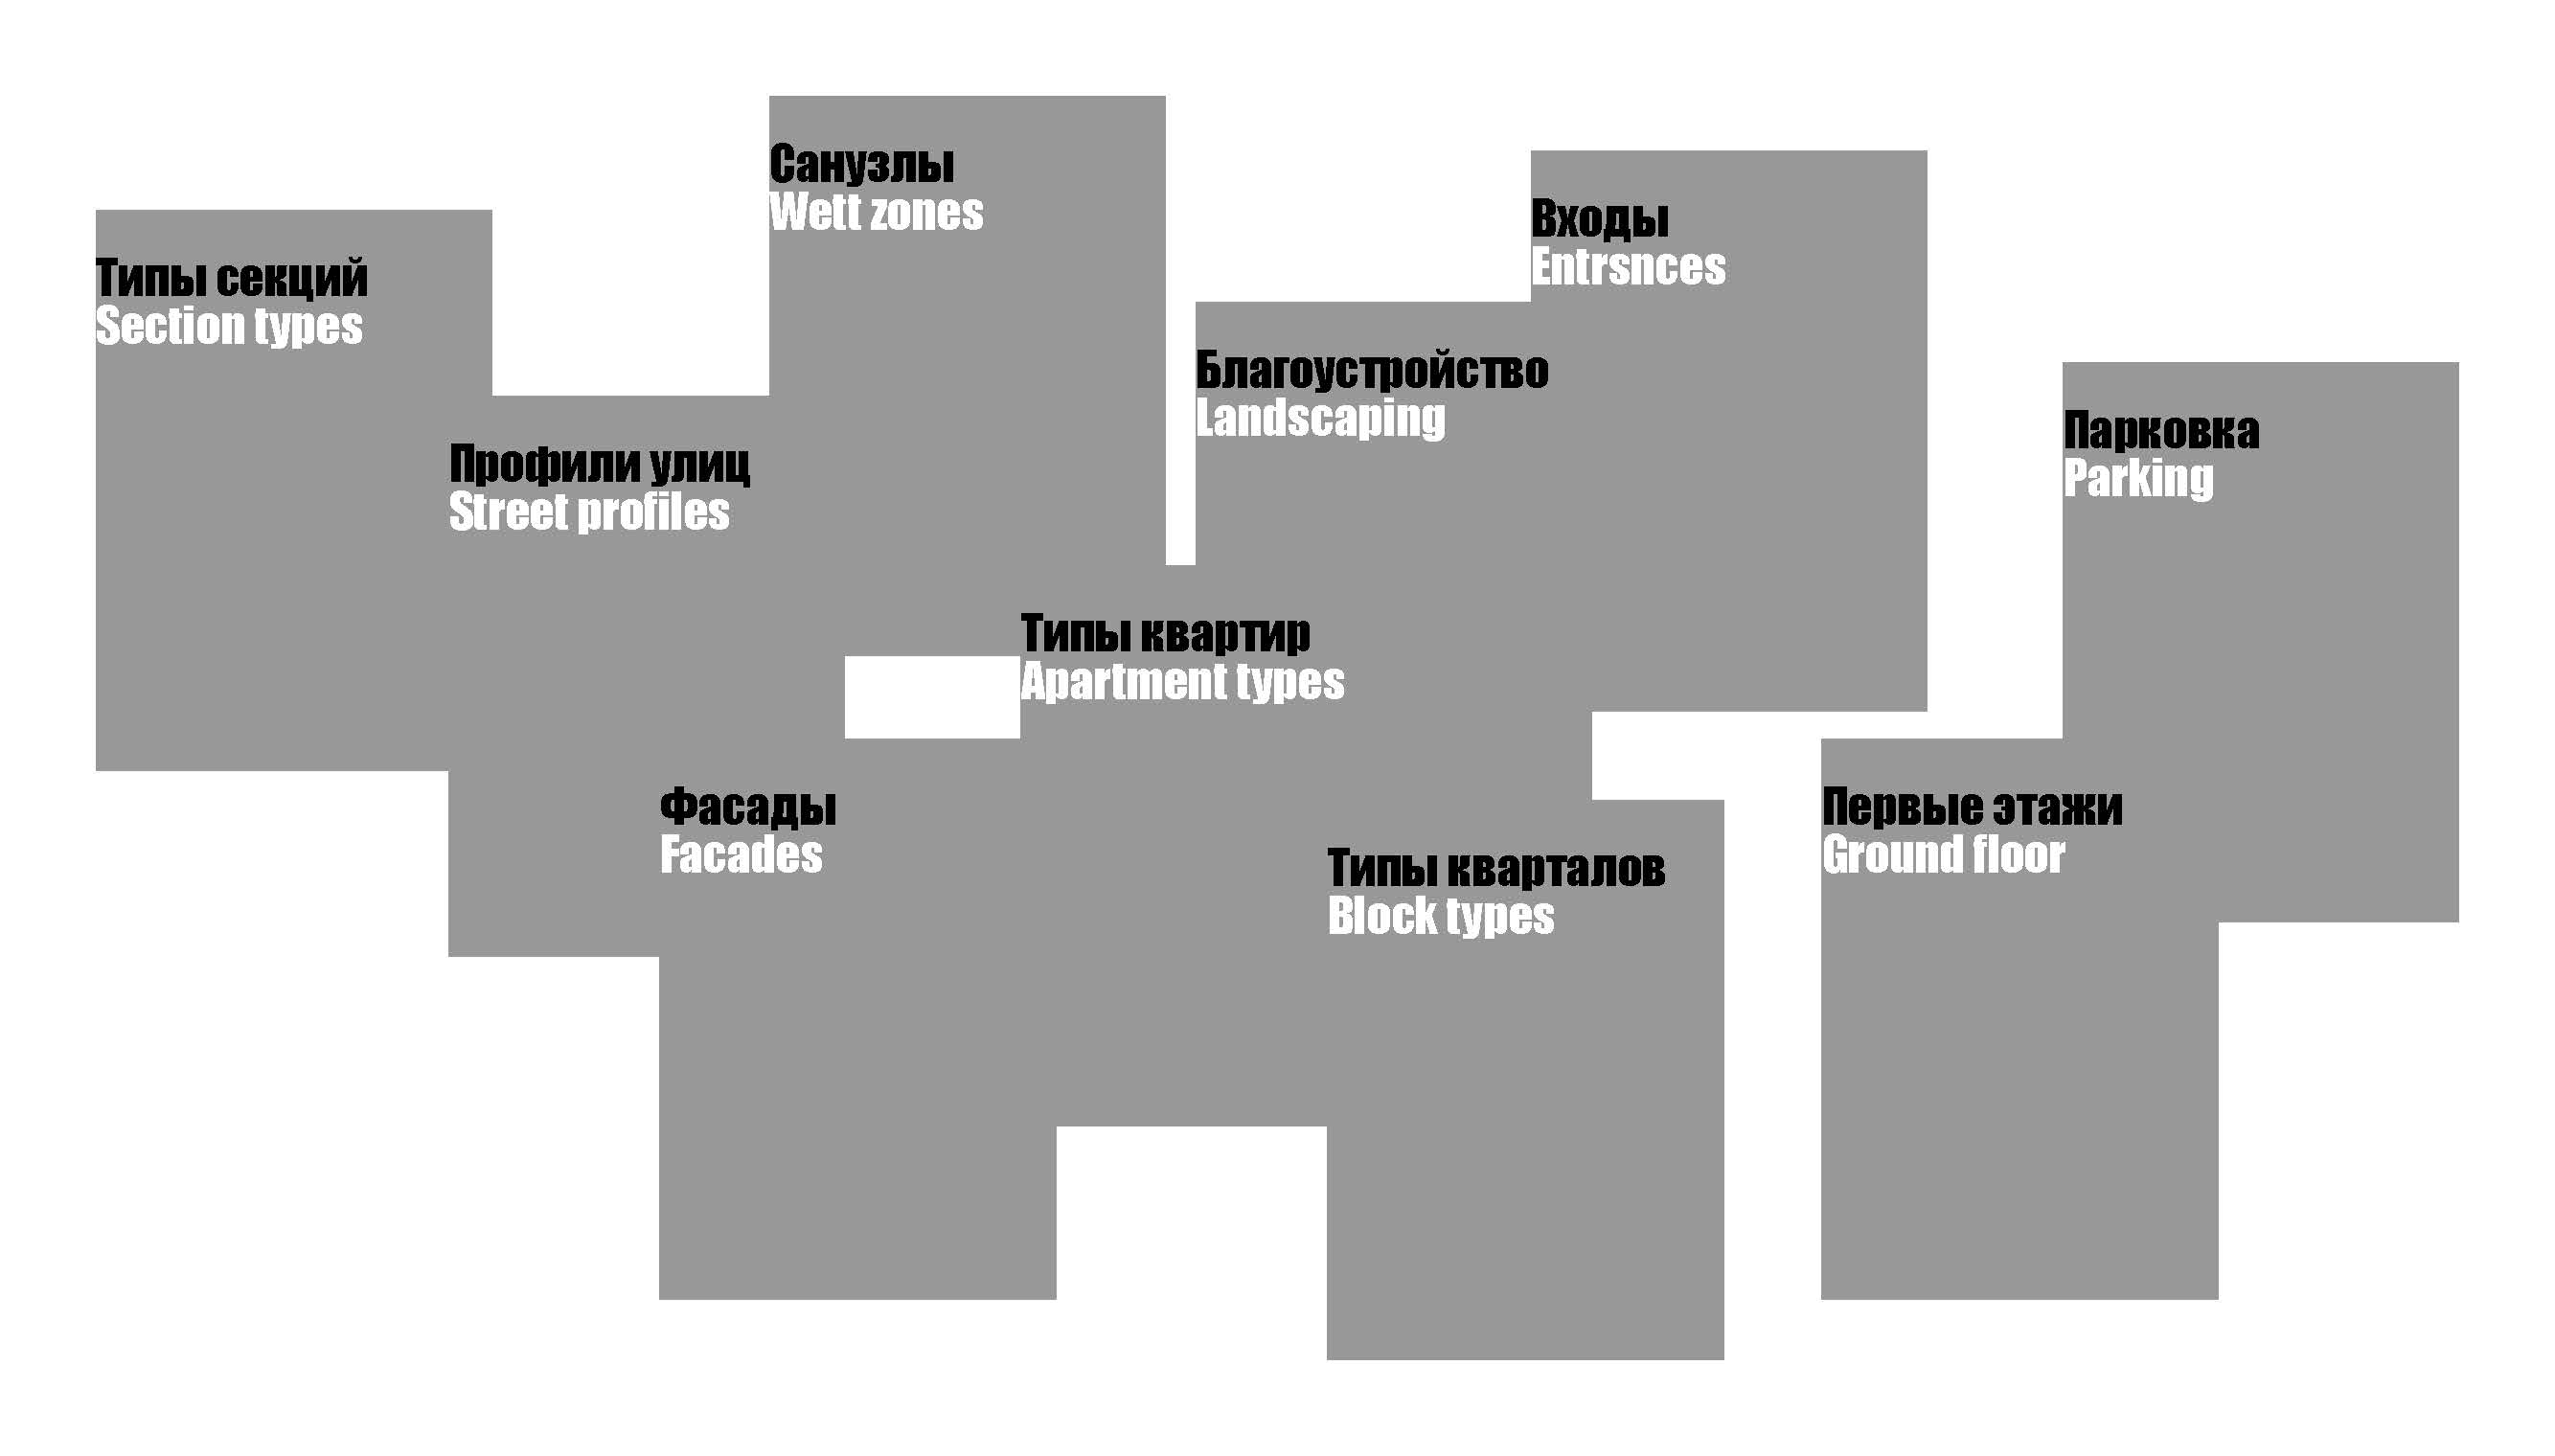 Санузлы
Wett zones
Входы
Entrsnces
Типы секций
Section types
Благоустройство
Landscaping
Парковка
Parking
Профили улиц
Street profiles
Типы квартир
Apartment types
Фасады
Facades
Первые этажи
Ground floor
Типы кварталов
Block types